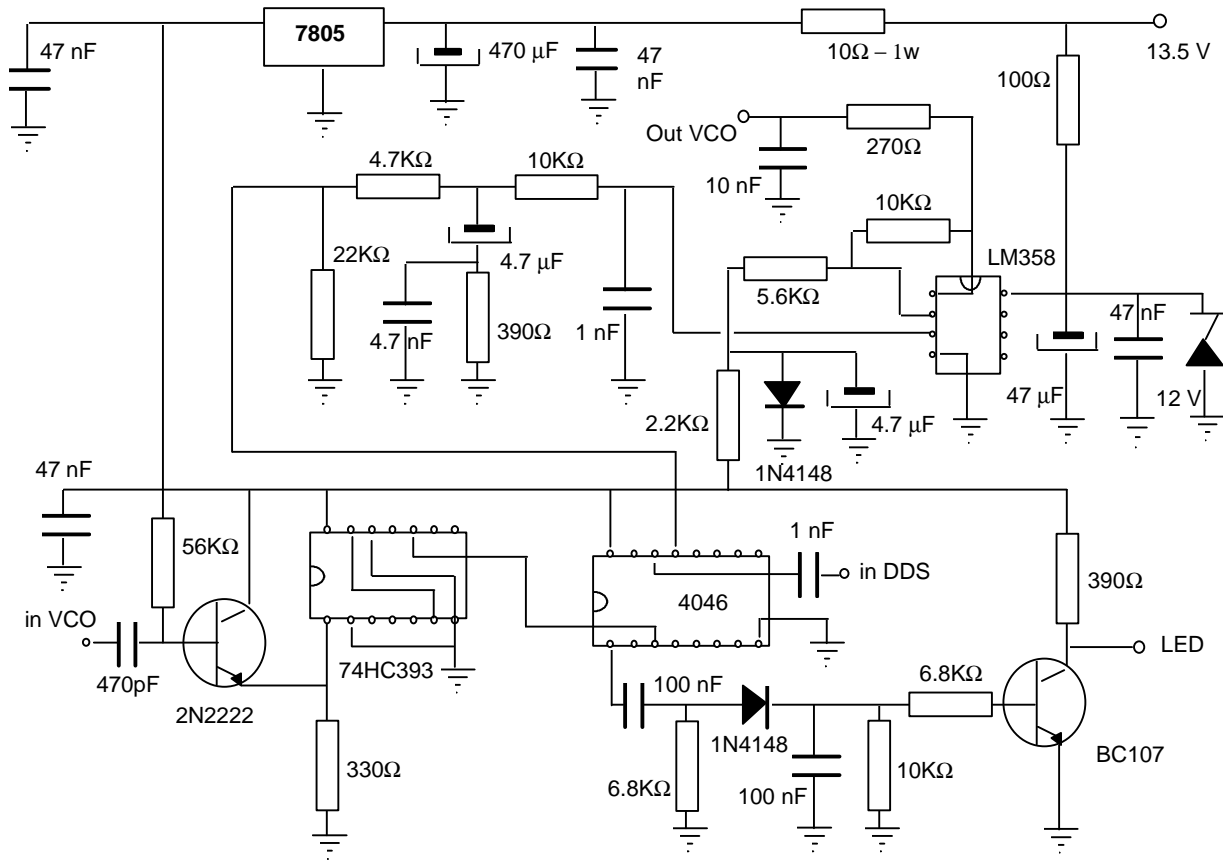 7805
47 nF
470 µF
47
nF
10Ω – 1w
13.5 V
100Ω
Out VCO
270Ω
4.7KΩ
10KΩ
10 nF
10KΩ
22KΩ
4.7 µF
LM358
5.6KΩ
47 nF
4.7 nF
390Ω
1 nF
2.2KΩ
47 µF
12 V
4.7 µF
1N4148
47 nF
56KΩ
1 nF
in DDS
390Ω
4046
in VCO
LED
470pF
74HC393
2N2222
100 nF
6.8KΩ
1N4148
BC107
330Ω
6.8KΩ
100 nF
10KΩ